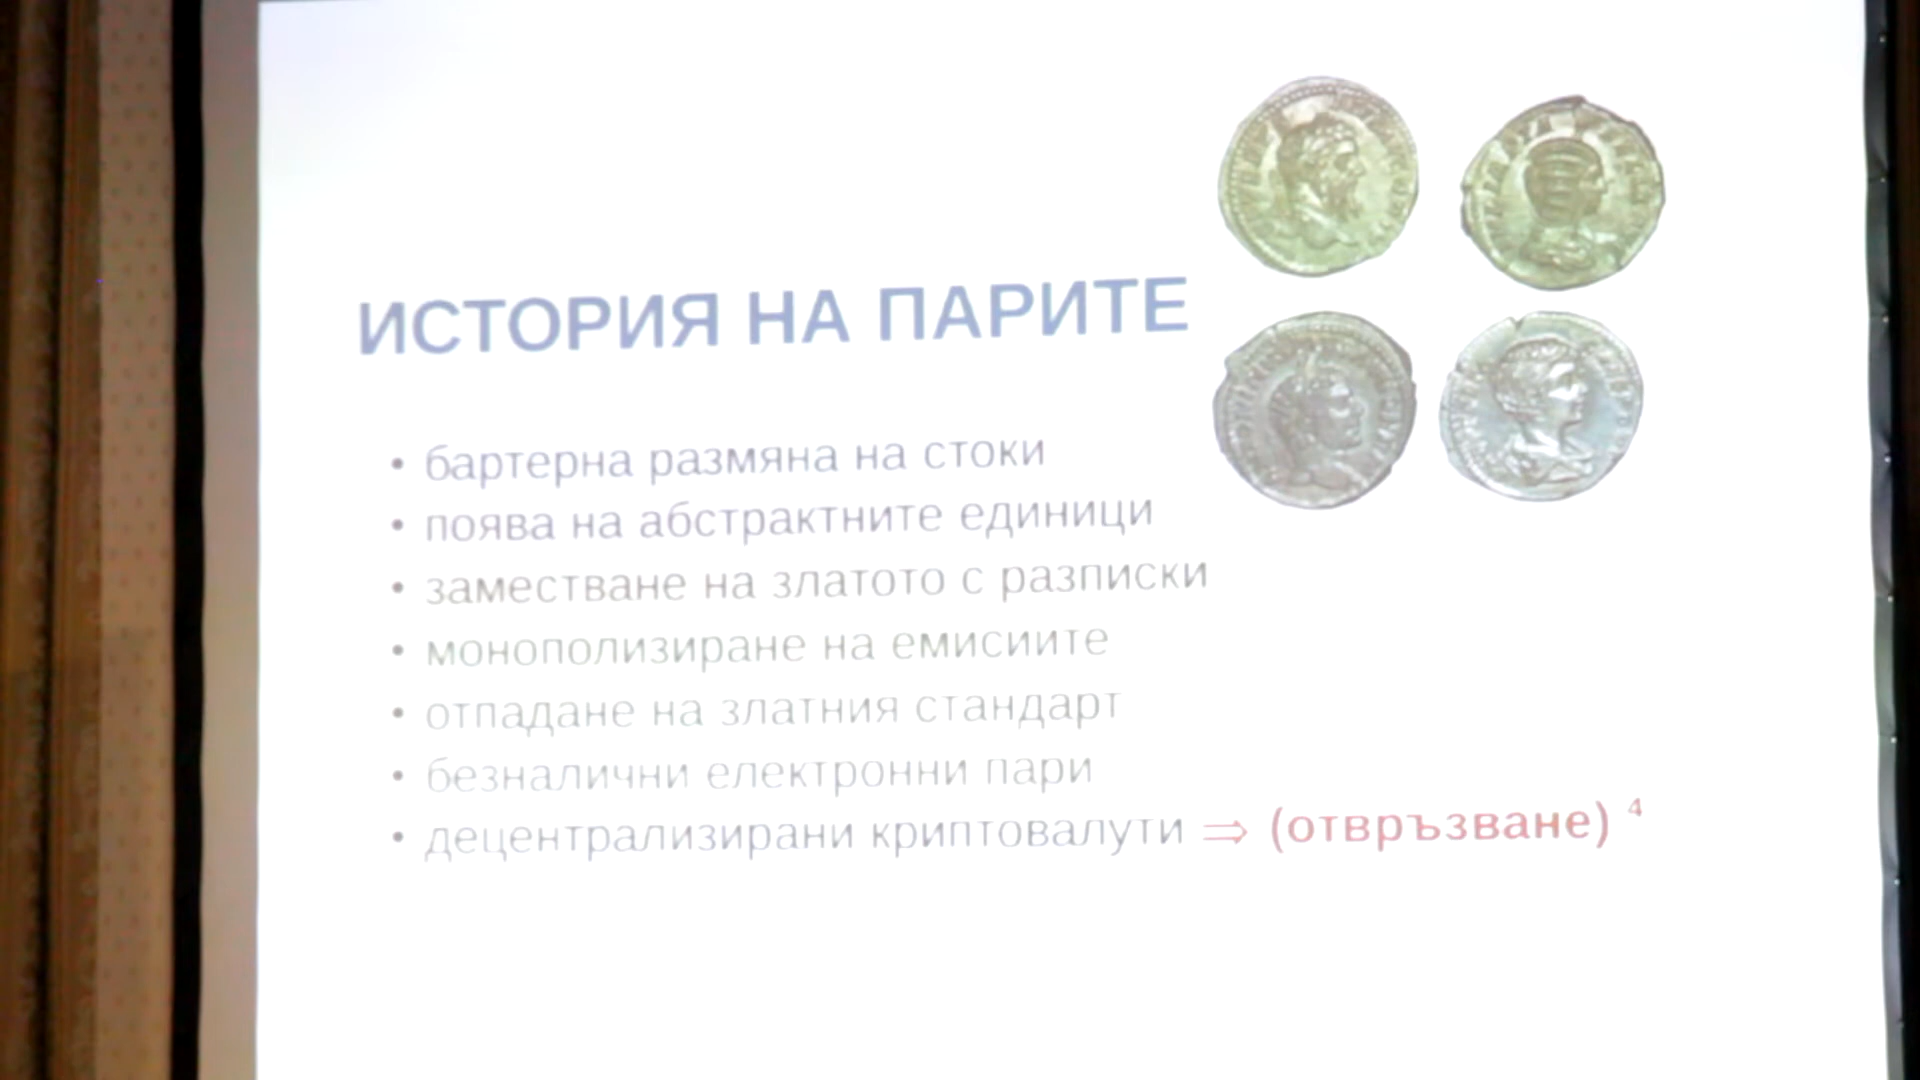 ИСТОРИЯ НА ПАРИТЕ
• бартерна размяна на стоки
• поява на абстрактните единици
• заместване на златото с разписки
• монополизиране на емисиите
• отпадане на златния стандарт
• безналични електронни пари
• децентрализирани криптовалути ⇒ (отвръзване) 4